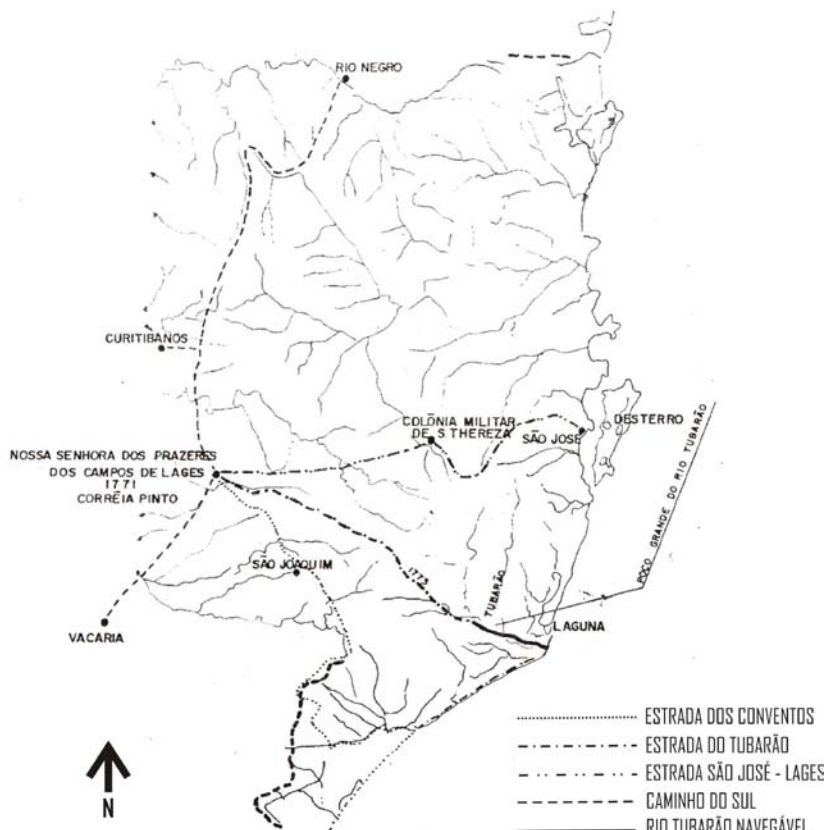 RIO NEGRO
CURITIBANOS
COLÔNIA MILITAR
DE S. THEREZA
SÃO JOSÉ
DESTERRO
NOSSA SENHORA DOS PRAZERES
DOS CAMPOS DE LAGES
1771
CORRÊIA PINTO
POÇO GRANDE DO RIO TUBARÃO
SÃO JOAQUIM
1773
TUBARÃO
VACARIA
LAGUNA
N
ESTRADA DOS CONVENTOS
ESTRADA DO TUBARÃO
ESTRADA SÃO JOSÉ - LAGES
CAMINHO DO SUL
RIO TUBARÃO NAVEGÁVEL